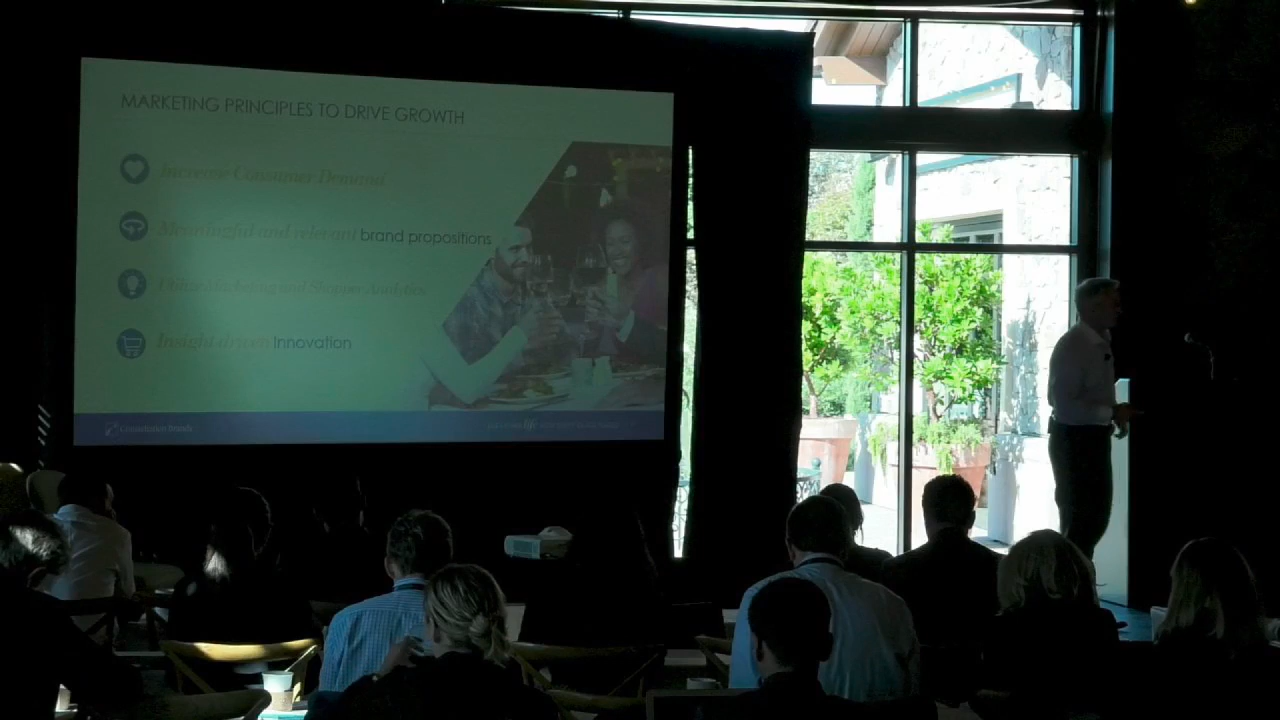 MARKETING PRINCIPLES TO DRIVE GROWTH
Increase Consumer Demand
Meaningful and relevant brand propositions
Marketing and Shopper Analytics
Insight driven Innovation
Constellation Brands
life